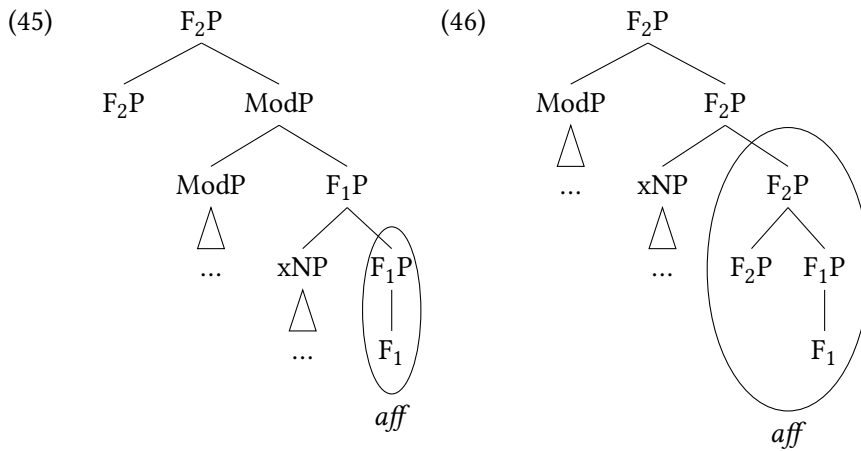 (45) F₂P (46) F₂P
F₂P ModP ModP F₂P
ModP F₁P ... xNP F₂P
... xNP F₁P ... F₂P F₁P
... F₁ F₁
aff aff